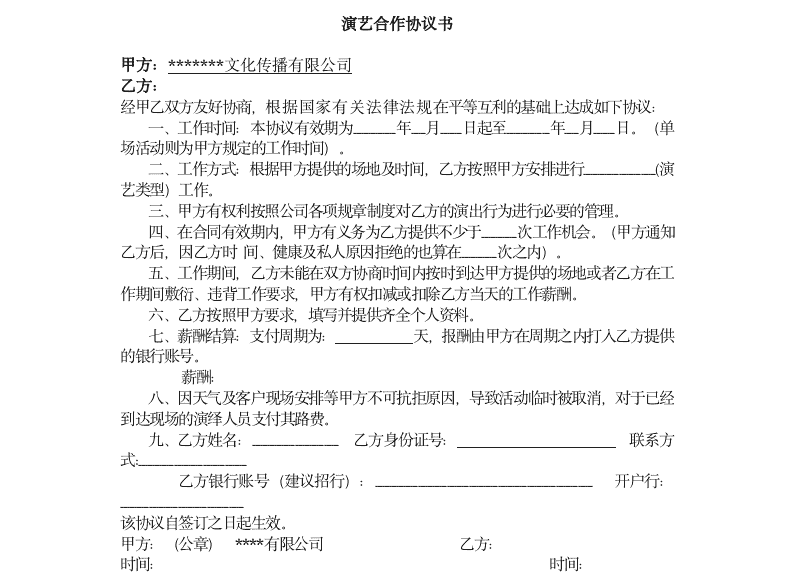 演艺合作协议书
甲方：*******文化传播有限公司
乙方：
经甲乙双方友好协商，根据国家有关法律法规在平等互利的基础上达成如下协议：
一、工作时间：本协议有效期为______年__月___日起至______年__月___日。（单
场活动则为甲方规定的工作时间）。
二、工作方式：根据甲方提供的场地及时间，乙方按照甲方安排进行__________(演
艺类型）工作。
三、甲方有权利按照公司各项规章制度对乙方的演出行为进行必要的管理。
四、在合同有效期内，甲方有义务为乙方提供不少于_____次工作机会。（甲方通知
乙方后，因乙方时 间、健康及私人原因拒绝的也算在_____次之内）。
五、工作期间，乙方未能在双方协商时间内按时到达甲方提供的场地或者乙方在工
作期间敷衍、违背工作要求，甲方有权扣减或扣除乙方当天的工作薪酬。
六、乙方按照甲方要求，填写并提供齐全个人资料。
七、薪酬结算：支付周期为：___________天，报酬由甲方在周期之内打入乙方提供
的银行账号。
薪酬:
八、因天气及客户现场安排等甲方不可抗拒原因，导致活动临时被取消，对于已经
到达现场的演绎人员支付其路费。
九、乙方姓名：____________ 乙方身份证号：______________________ 联系方
式:_______________
乙方银行账号（建议招行）：______________________________ 开户行：
_________________
该协议自签订之日起生效。
甲方：（公章） ****有限公司 乙方：
时间： 时间：